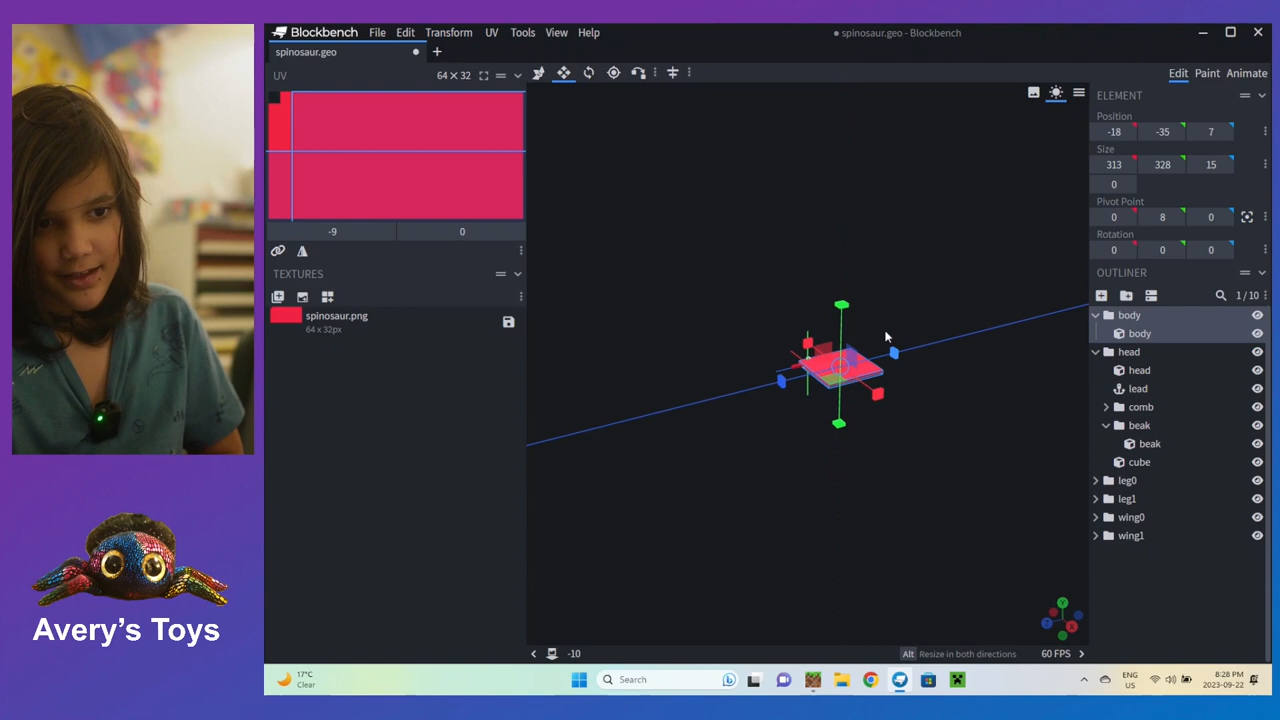 Blockbench File Edit Transform UV Tools View Help
spinosaur.geo - Blockbench
spinosaur.geo
UV 64 × 32
Edit Paint Animate
ELEMENT
Position
-18 -35 7
Size
313 328 15
0
Pivot Point
0 8 0
Rotation
0 0 0
-9 0
TEXTURES
spinosaur.png
64 x 32px
OUTLINER
1/10
body
body
head
head
lead
comb
beak
beak
cube
leg0
leg1
wing0
wing1
Avery's Toys
-10
Alt Resize in both directions
60 FPS
17°C
Clear
Search
ENG
US
8:28 PM
2023-09-22
Y
Z
X